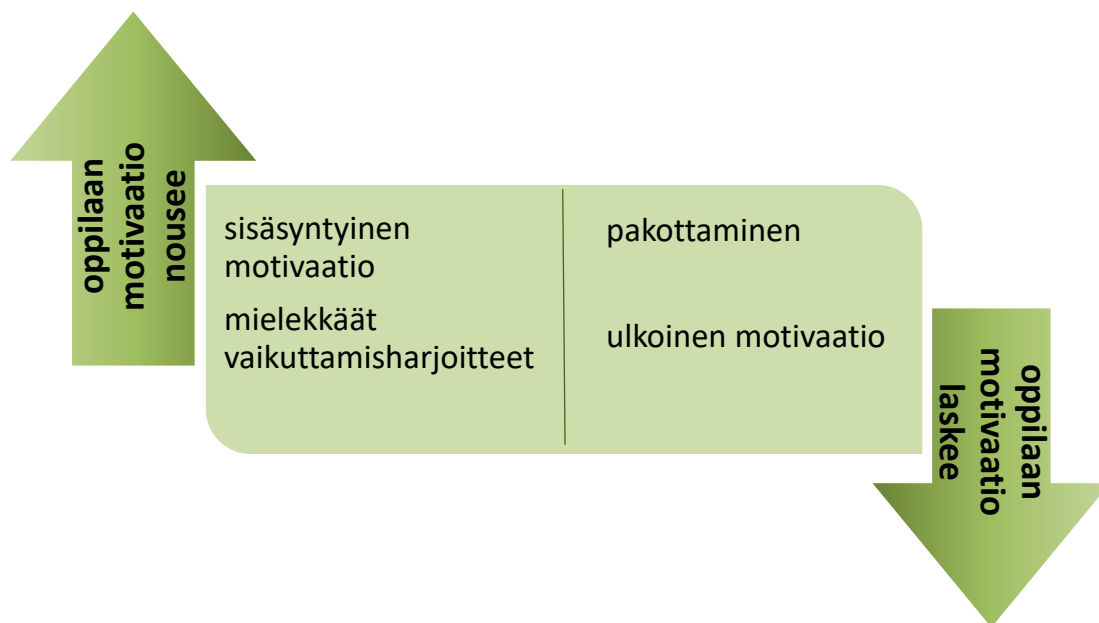 oppilaan
motivaatio
nousee
sisäsyntyinen
motivaatio
mielekkäät
vaikuttamisharjoitteet
pakottaminen
ulkoinen motivaatio
oppilaan
motivaatio
laskee